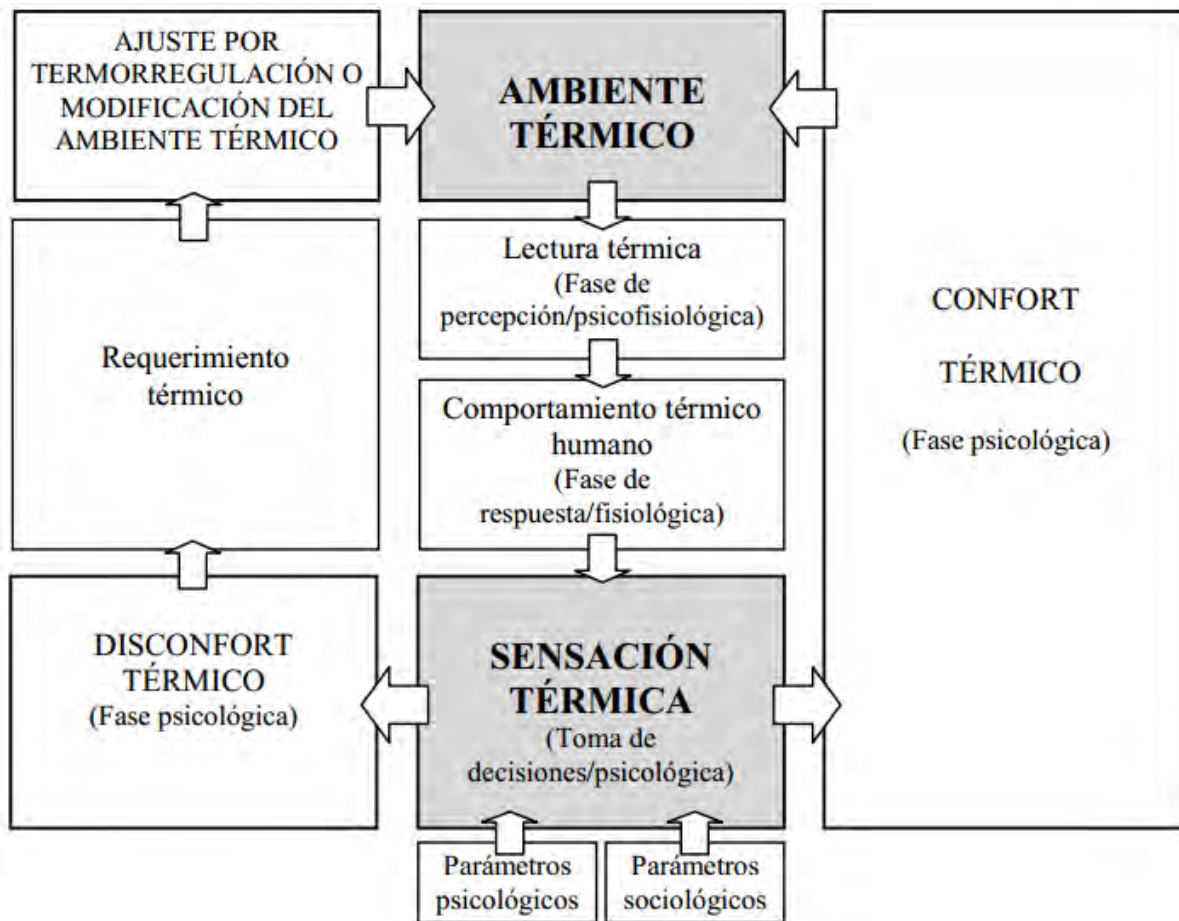 AJUSTE POR
TERMORREGULACIÓN O
MODIFICACIÓN DEL
AMBIENTE TÉRMICO
AMBIENTE
TÉRMICO
Lectura térmica
(Fase de
percepción/psicofisiológica)
CONFORT
TÉRMICO
(Fase psicológica)
Requerimiento
térmico
Comportamiento térmico
humano
(Fase de
respuesta/fisiológica)
DISCONFORT
TÉRMICO
(Fase psicológica)
SENSACIÓN
TÉRMICA
(Toma de
decisiones/psicológica)
Parámetros
psicológicos
Parámetros
sociológicos